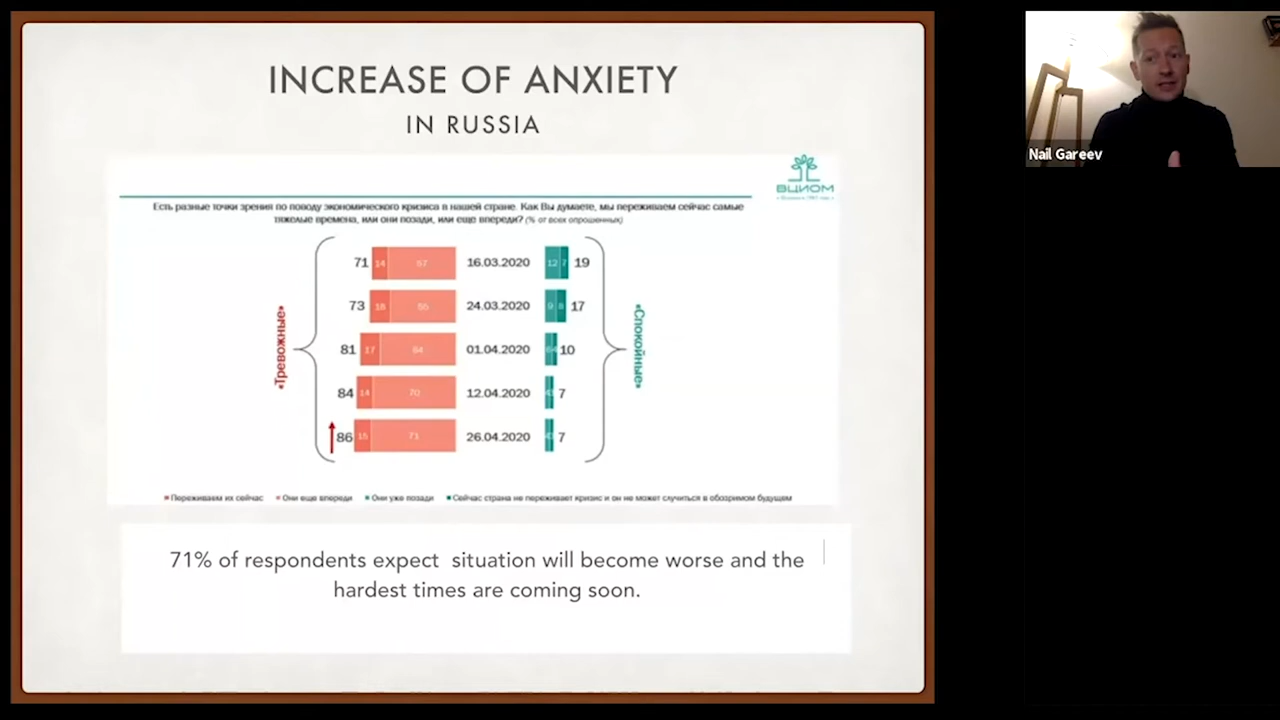 INCREASE OF ANXIETY
IN RUSSIA
ВЦИОМ
Есть разные точки зрения по поводу экономического кризиса в нашей стране. Как Вы думаете, мы переживаем сейчас самые
тяжелые времена, или они позади, или еще впереди? (% от всех опрошенных)
71 14 57 16.03.2020 12 7 19
73 18 55 24.03.2020 9 8 17
81 17 64 01.04.2020 6 4 10
84 14 70 12.04.2020 7
86 15 71 26.04.2020 7
«Тревожные»
«Спокойные»
Переживаем их сейчас Они еще впереди Они уже позади Сейчас страна не переживает кризис и он не может случиться в обозримом будущем
71% of respondents expect situation will become worse and the
hardest times are coming soon.
Nail Gareev